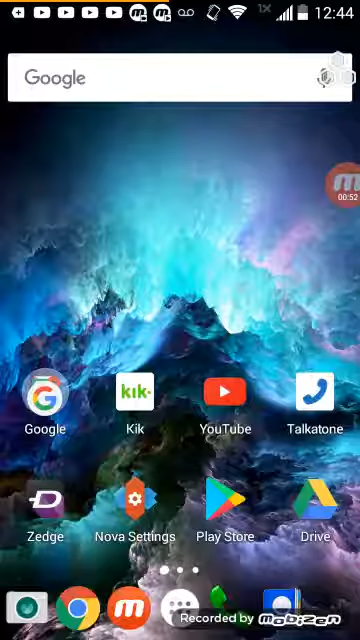 1X 12:44
Google
00:52
kik.
Google Kik YouTube Talkatone
Zedge Nova Settings Play Store Drive
Recorded by MOBIZEN